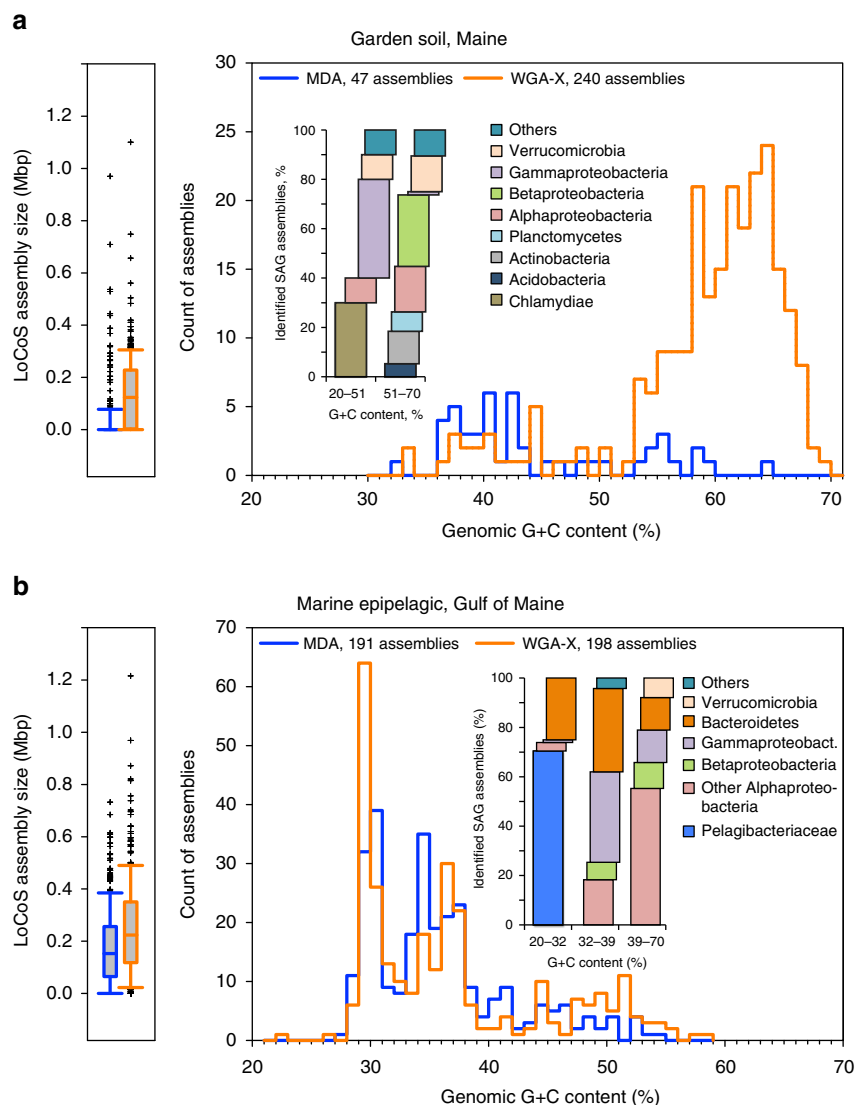 a
Garden soil, Maine
LoCoS assembly size (Mbp)
1.2
1.0
0.8
0.6
0.4
0.2
0.0
Count of assemblies
30
25
20
15
10
5
0
MDA, 47 assemblies
WGA-X, 240 assemblies
Identified SAG assemblies, %
100
80
60
40
20
0
20–51
51–70
G+C content, %
Others
Verrucomicrobia
Gammaproteobacteria
Betaproteobacteria
Alphaproteobacteria
Planctomycetes
Actinobacteria
Acidobacteria
Chlamydiae
20
30
40
50
60
70
Genomic G+C content (%)
b
Marine epipelagic, Gulf of Maine
LoCoS assembly size (Mbp)
1.2
1.0
0.8
0.6
0.4
0.2
0.0
Count of assemblies
70
60
50
40
30
20
10
0
MDA, 191 assemblies
WGA-X, 198 assemblies
Identified SAG assemblies (%)
100
80
60
40
20
0
20–32
32–39
39–70
G+C content (%)
Others
Verrucomicrobia
Bacteroidetes
Gammaproteobact.
Betaproteobacteria
Other Alphaproteo-
bacteria
Pelagibacteriaceae
20
30
40
50
60
70
Genomic G+C content (%)